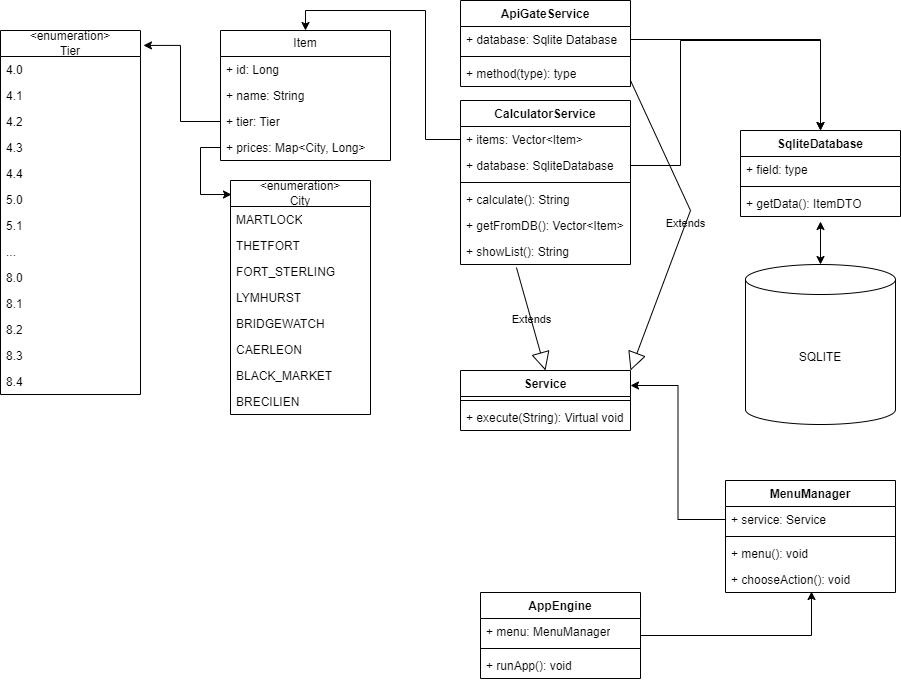 <enumeration>
Tier
4.0
4.1
4.2
4.3
4.4
5.0
5.1
...
8.0
8.1
8.2
8.3
8.4
Item
+ id: Long
+ name: String
+ tier: Tier
+ prices: Map<City, Long>
<enumeration>
City
MARTLOCK
THETFORT
FORT_STERLING
LYMHURST
BRIDGEWATCH
CAERLEON
BLACK_MARKET
BRECILIEN
ApiGateService
+ database: Sqlite Database
+ method(type): type
CalculatorService
+ items: Vector<Item>
+ database: SqliteDatabase
+ calculate(): String
+ getFromDB(): Vector<Item>
+ showList(): String
Extends
Extends
Service
+ execute(String): Virtual void
SqliteDatabase
+ field: type
+ getData(): ItemDTO
SQLITE
MenuManager
+ service: Service
+ menu(): void
+ chooseAction(): void
AppEngine
+ menu: MenuManager
+ runApp(): void